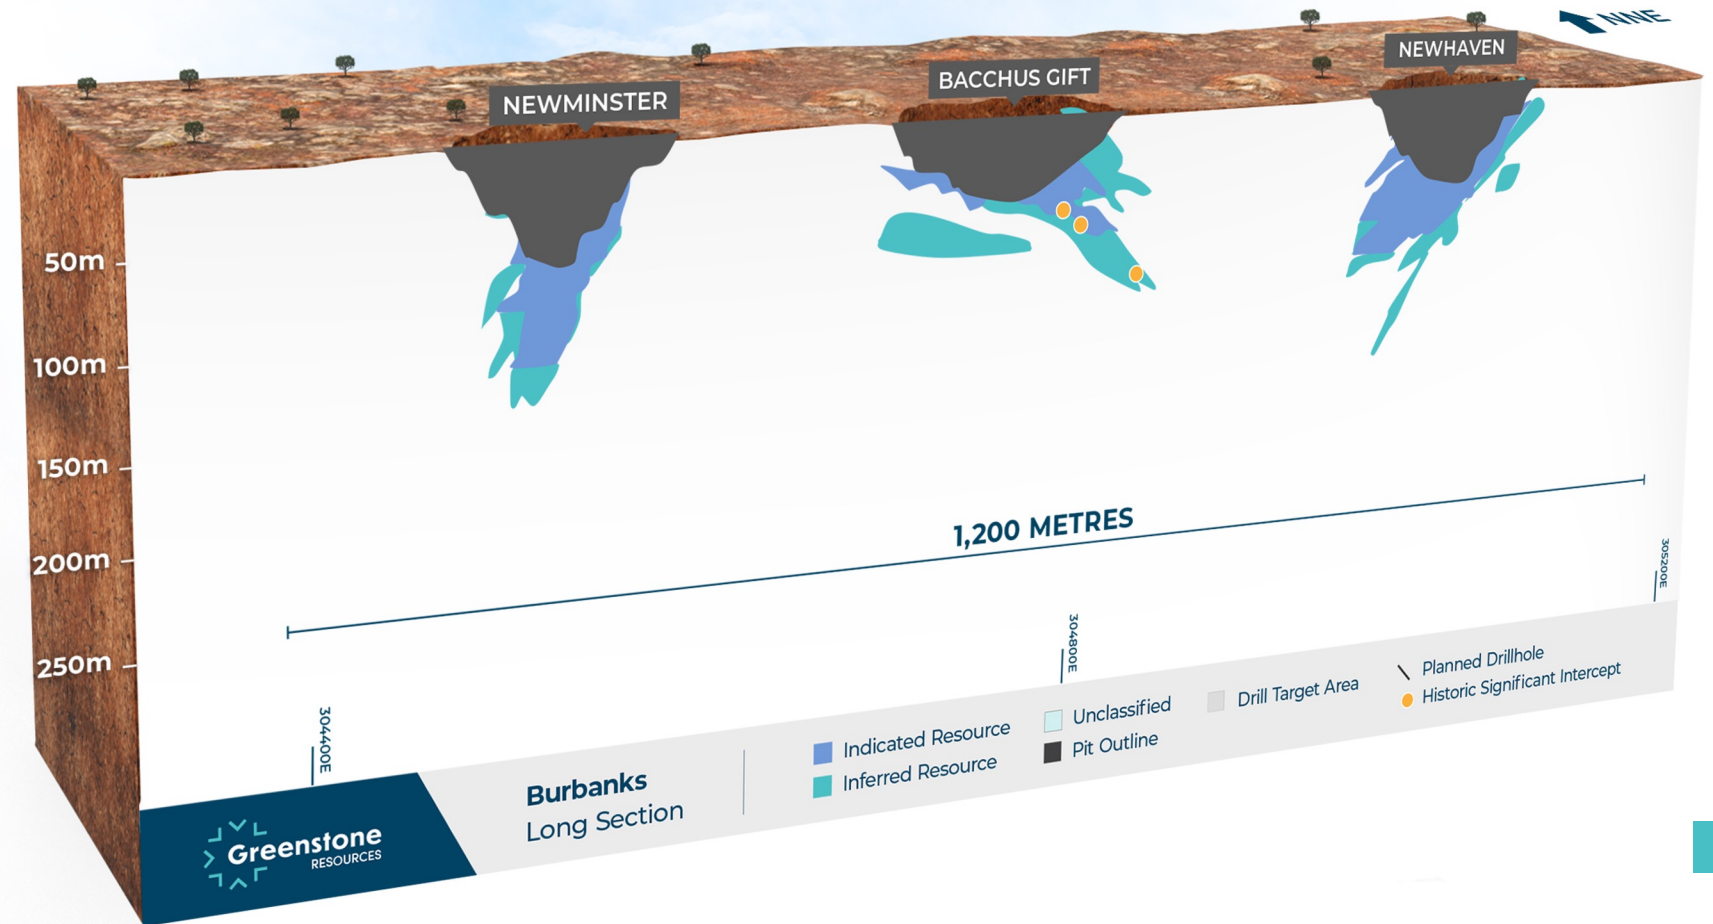 NNE
NEWHAVEN
BACCHUS GIFT
NEWMINSTER
50m
100m
150m
200m
250m
1,200 METRES
304400E
304800E
305200E
Greenstone
RESOURCES
Burbanks
Long Section
Indicated Resource
Inferred Resource
Unclassified
Pit Outline
Drill Target Area
Planned Drillhole
Historic Significant Intercept